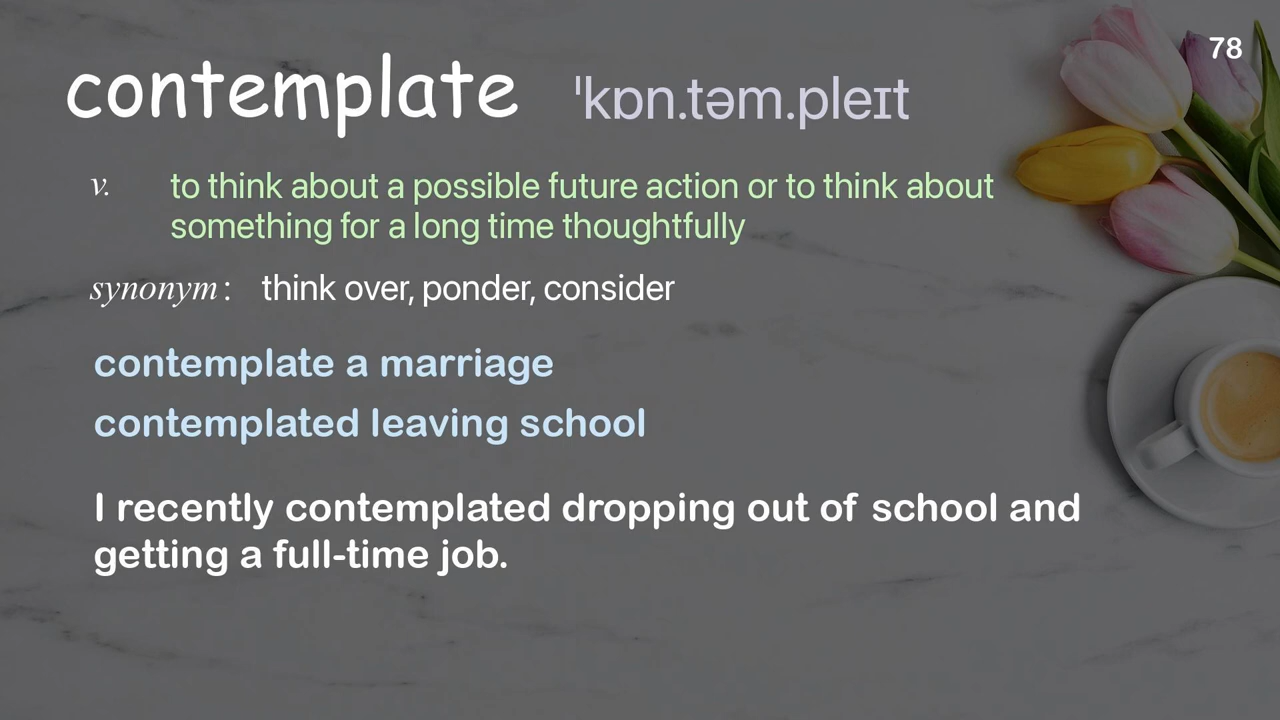 78
contemplate ˈkɒn.təm.pleɪt
v. to think about a possible future action or to think about
something for a long time thoughtfully
synonym: think over, ponder, consider
contemplate a marriage
contemplated leaving school
I recently contemplated dropping out of school and
getting a full-time job.